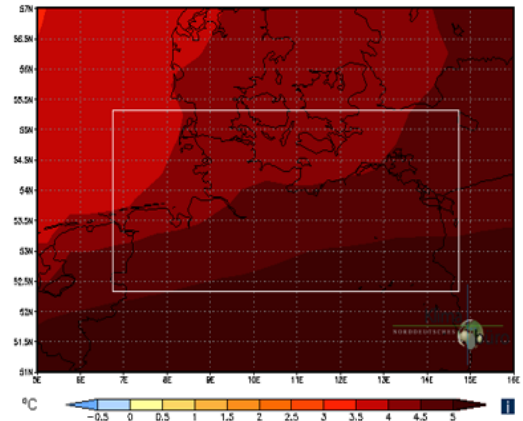 57N
56.5N
56N
55.5N
55N
54.5N
54N
53.5N
53N
52.5N
52N
51.5N
51N
5E 6E 7E 8E 9E 10E 11E 12E 13E 14E 15E 16E
NORDDEUTSCHER
°C
-0.5 0 0.5 1 1.5 2 2.5 3 3.5 4 4.5 5
i